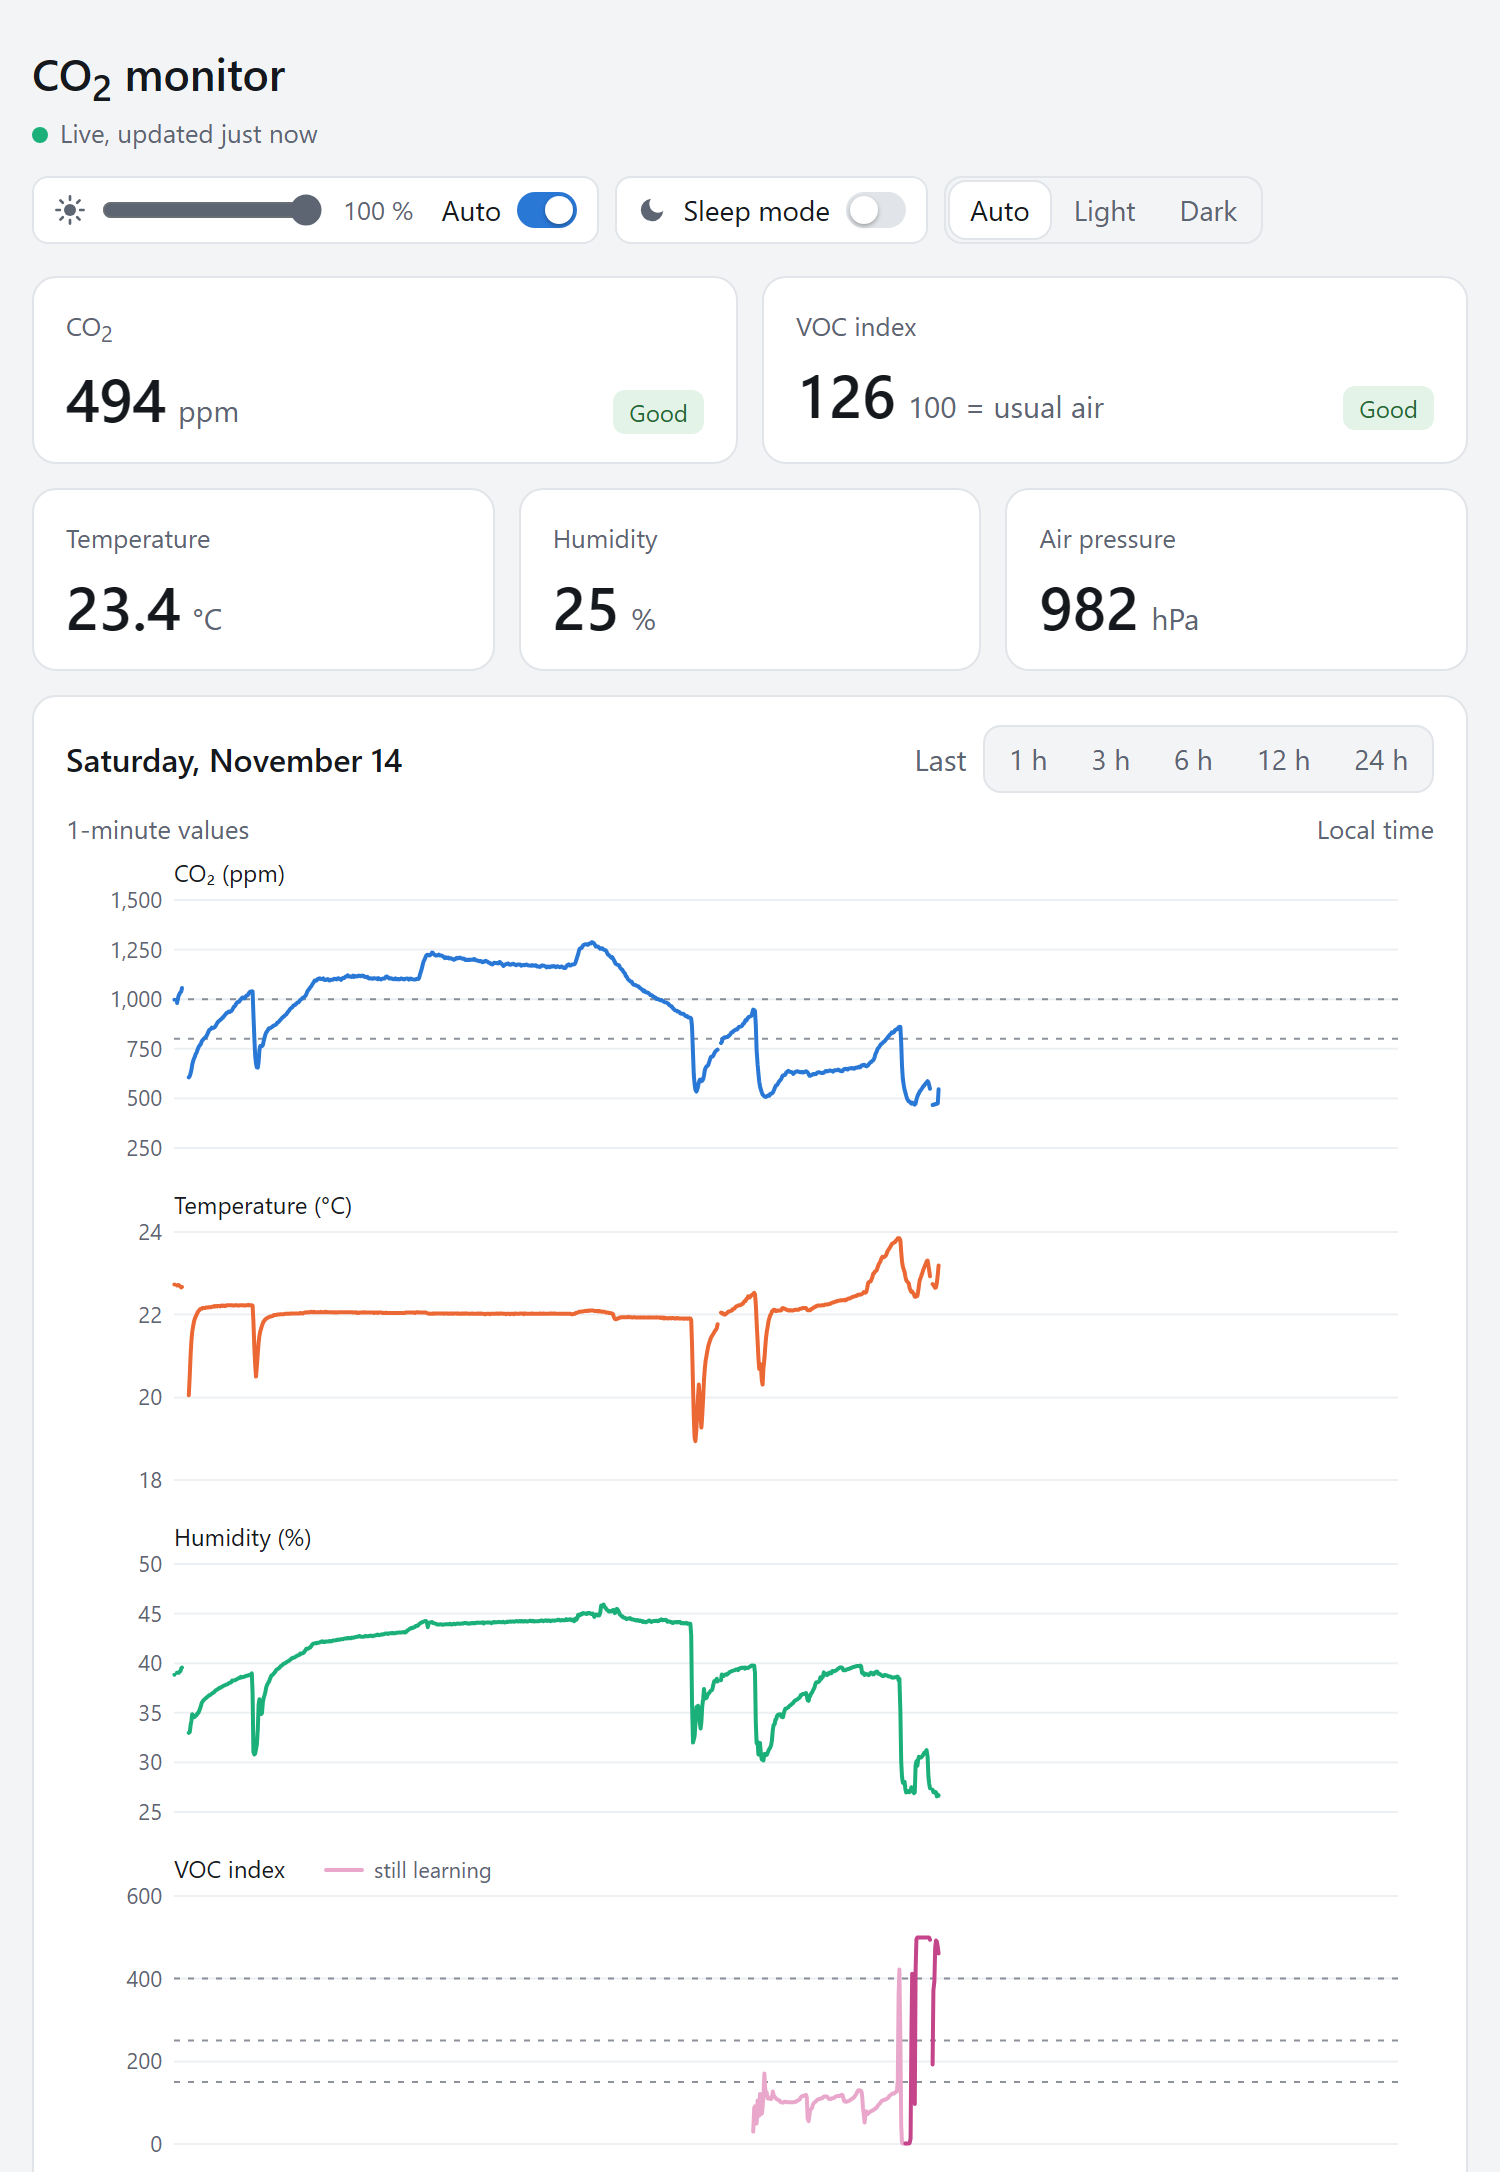 CO₂ monitor
Live, updated just now
100 % Auto Sleep mode Auto Light Dark
CO₂
494 ppm Good
VOC index
126 100 = usual air Good
Temperature
23.4 °C
Humidity
25 %
Air pressure
982 hPa
Saturday, November 14 Last 1 h 3 h 6 h 12 h 24 h
1-minute values Local time
CO₂ (ppm)
1,500
1,250
1,000
750
500
250
Temperature (°C)
24
22
20
18
Humidity (%)
50
45
40
35
30
25
VOC index still learning
600
400
200
0